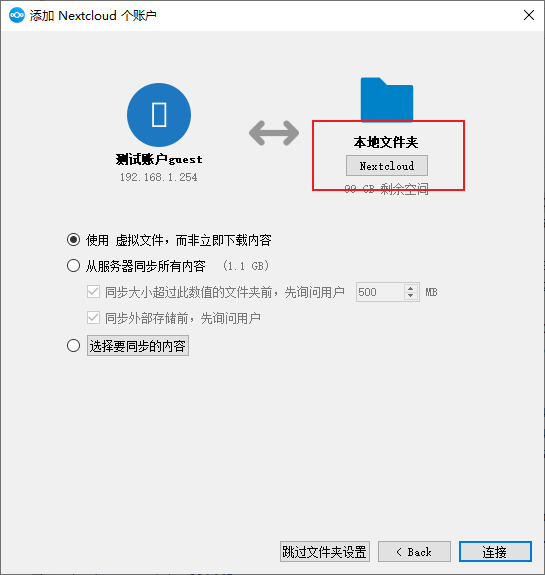 添加 Nextcloud 个账户
本地文件夹
测试账户guest
Nextcloud
192.168.1.254
99 GB 剩余空间
使用 虚拟文件，而非立即下载内容
从服务器同步所有内容 (1.1 GB)
同步大小超过此数值的文件夹前，先询问用户 500 MB
同步外部存储前，先询问用户
选择要同步的内容
跳过文件夹设置
< Back
连接